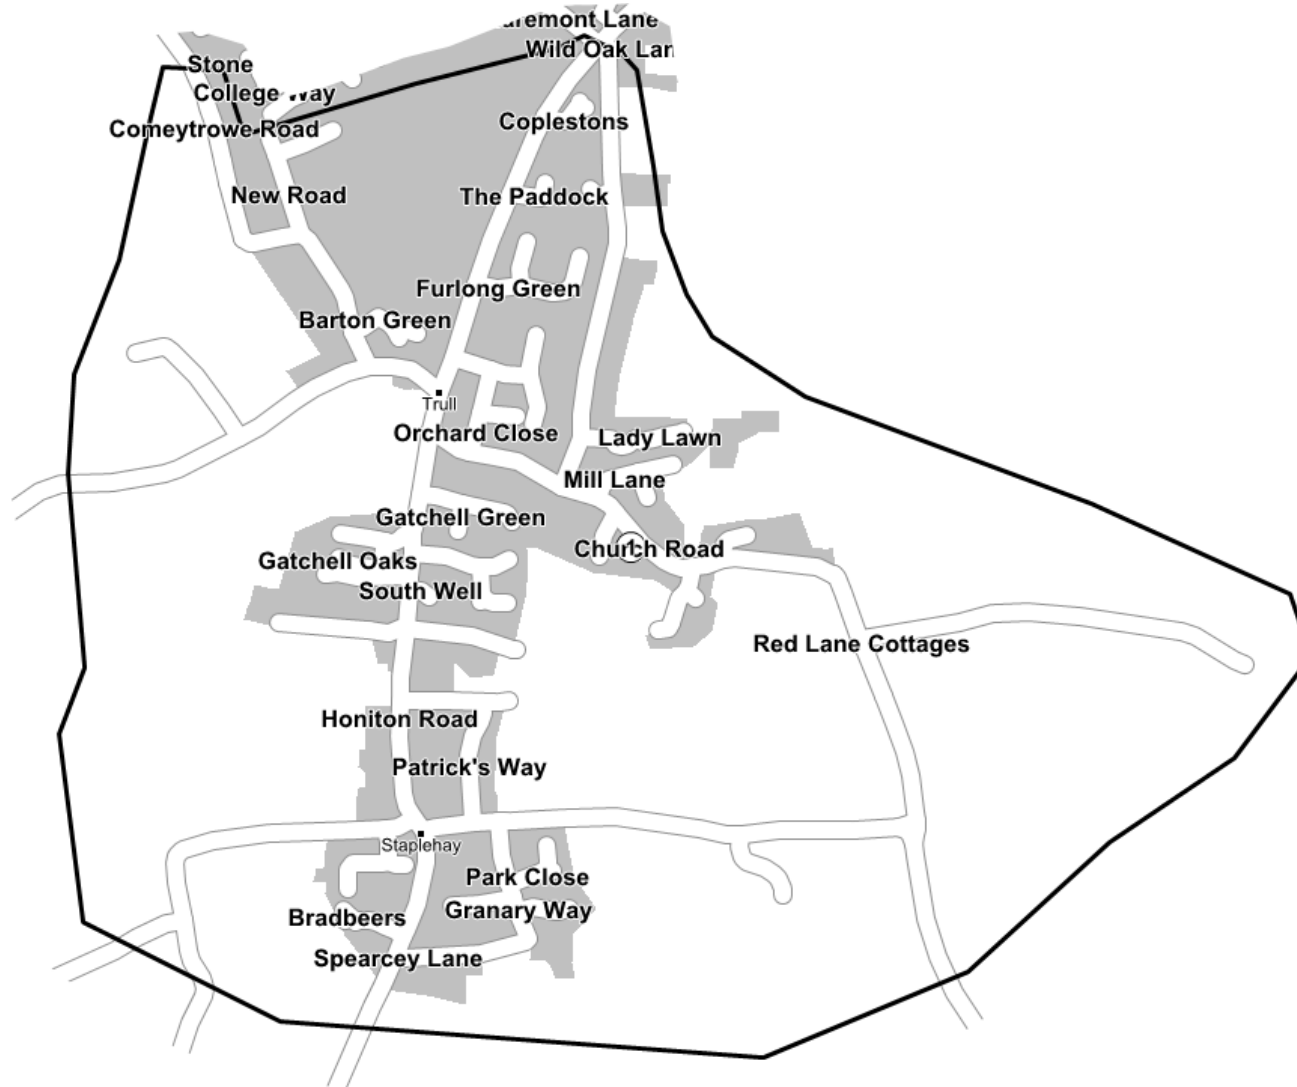 Lane
Wild Oak Lan
Stone
College Way
Coplestons
Comeytrowe Road
New Road
The Paddock
Furlong Green
Barton Green
Trull
Orchard Close
Lady Lawn
Mill Lane
Gatchell Green
Church Road
1
Gatchell Oaks
South Well
Red Lane Cottages
Honiton Road
Patrick's Way
Staplehay
Park Close
Granary Way
Bradbeers
Spearcey Lane